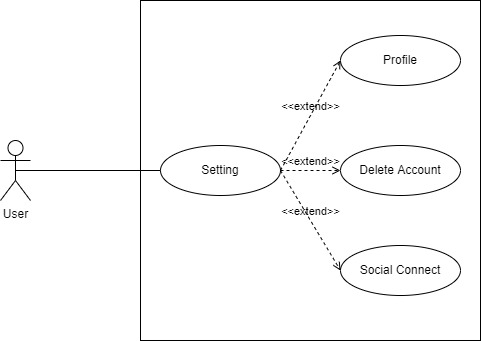 Profile
<<extend>>
<<extend>>
Setting
Delete Account
<<extend>>
User
Social Connect